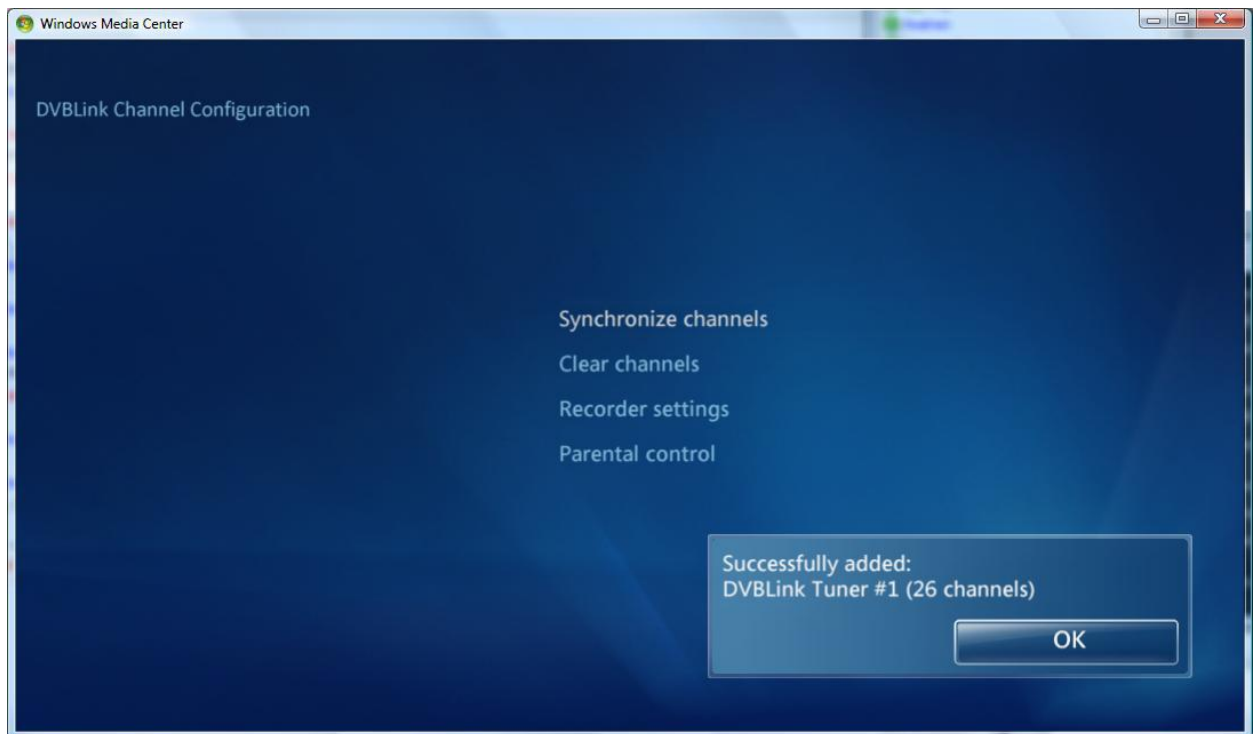 Windows Media Center
DVBLink Channel Configuration
Synchronize channels
Clear channels
Recorder settings
Parental control
Successfully added:
DVBLink Tuner #1 (26 channels)
OK